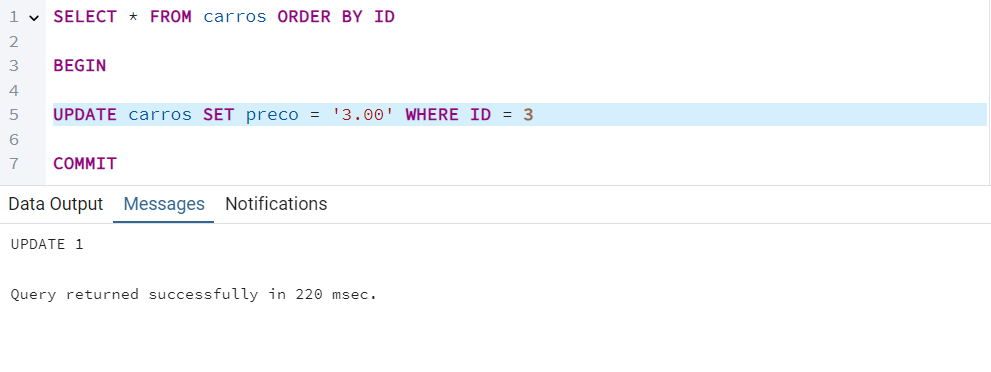 1 SELECT * FROM carros ORDER BY ID
2
3 BEGIN
4
5 UPDATE carros SET preco = '3.00' WHERE ID = 3
6
7 COMMIT
Data Output Messages Notifications
UPDATE 1
Query returned successfully in 220 msec.